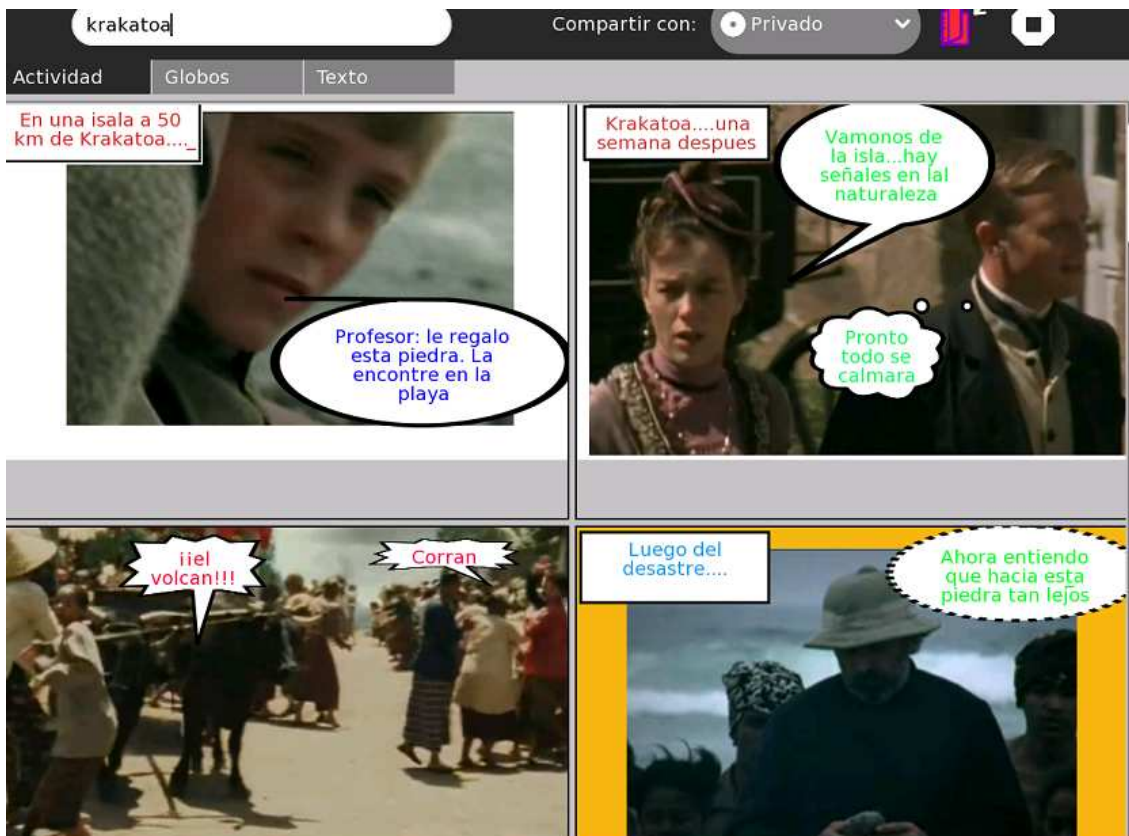 krakatoa
Compartir con:
Privado
Actividad
Globos
Texto
En una isala a 50
km de Krakatoa...._
Profesor: le regalo
esta piedra. La
encontre en la
playa
Krakatoa....una
semana despues
Vamonos de
la isla...hay
señales en lal
naturaleza
Pronto
todo se
calmara
¡¡el
volcan!!!
Corran
Luego del
desastre....
Ahora entiendo
que hacia esta
piedra tan lejos